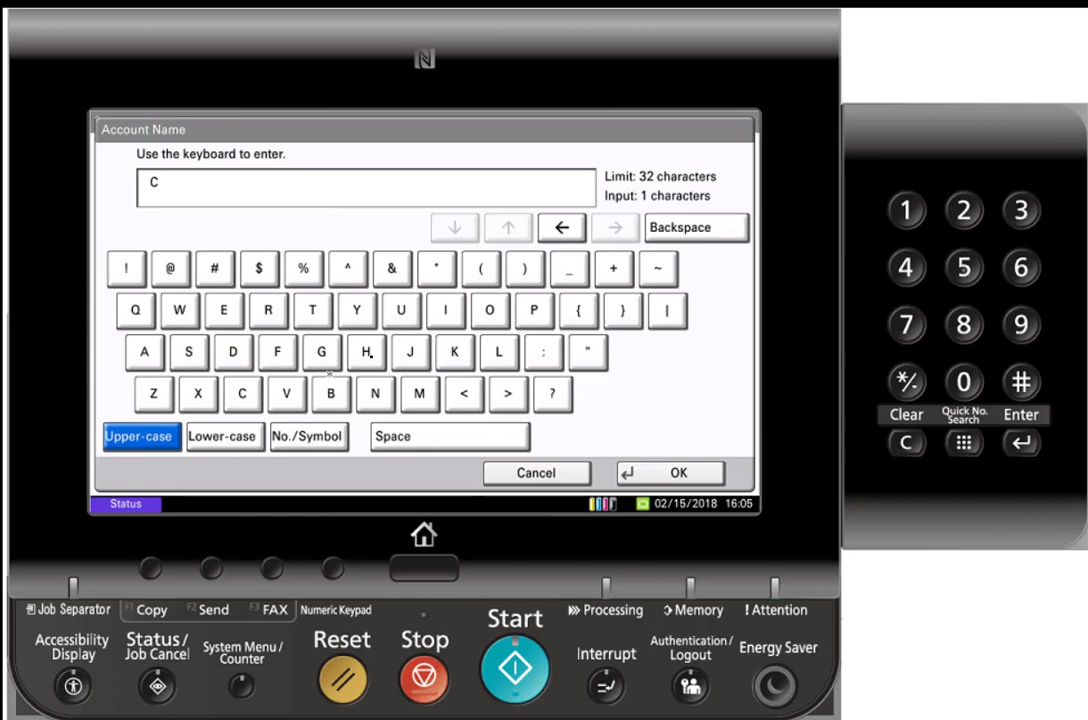 Account Name
Use the keyboard to enter.
C
Limit: 32 characters
Input: 1 characters
↓ ↑ ← → Backspace
! @ # $ % ^ & * ( ) _ + ~
Q W E R T Y U I O P { } |
A S D F G H J K L : "
Z X C V B N M < > ?
Upper-case Lower-case No./Symbol Space
Cancel OK
Status 02/15/2018 16:05
1 2 3
4 5 6
7 8 9
*/. 0 #
Clear Quick No. Search Enter
C
Job Separator F1 Copy F2 Send F3 FAX Numeric Keypad
Processing Memory ! Attention
Accessibility Display
Status / Job Cancel
System Menu / Counter
Reset
Stop
Start
Interrupt
Authentication / Logout
Energy Saver